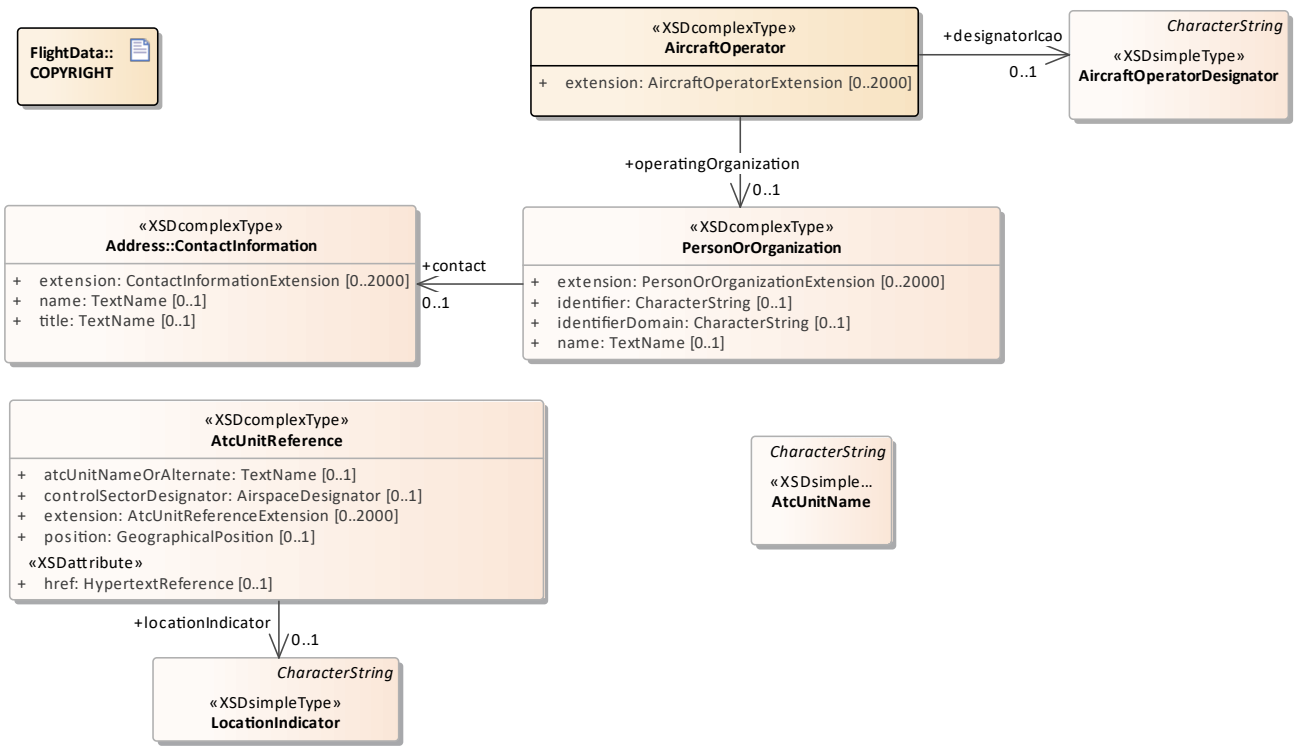 FlightData::
COPYRIGHT
«XSDcomplexType»
AircraftOperator
+ extension: AircraftOperatorExtension [0..2000]
+designatorIcao
0..1
CharacterString
«XSDsimpleType»
AircraftOperatorDesignator
+operatingOrganization
0..1
«XSDcomplexType»
Address::ContactInformation
+ extension: ContactInformationExtension [0..2000]
+ name: TextName [0..1]
+ title: TextName [0..1]
+contact
0..1
«XSDcomplexType»
PersonOrOrganization
+ extension: PersonOrOrganizationExtension [0..2000]
+ identifier: CharacterString [0..1]
+ identifierDomain: CharacterString [0..1]
+ name: TextName [0..1]
«XSDcomplexType»
AtcUnitReference
+ atcUnitNameOrAlternate: TextName [0..1]
+ controlSectorDesignator: AirspaceDesignator [0..1]
+ extension: AtcUnitReferenceExtension [0..2000]
+ position: GeographicalPosition [0..1]
«XSDattribute»
+ href: HypertextReference [0..1]
CharacterString
«XSDsimple...
AtcUnitName
+locationIndicator
0..1
CharacterString
«XSDsimpleType»
LocationIndicator